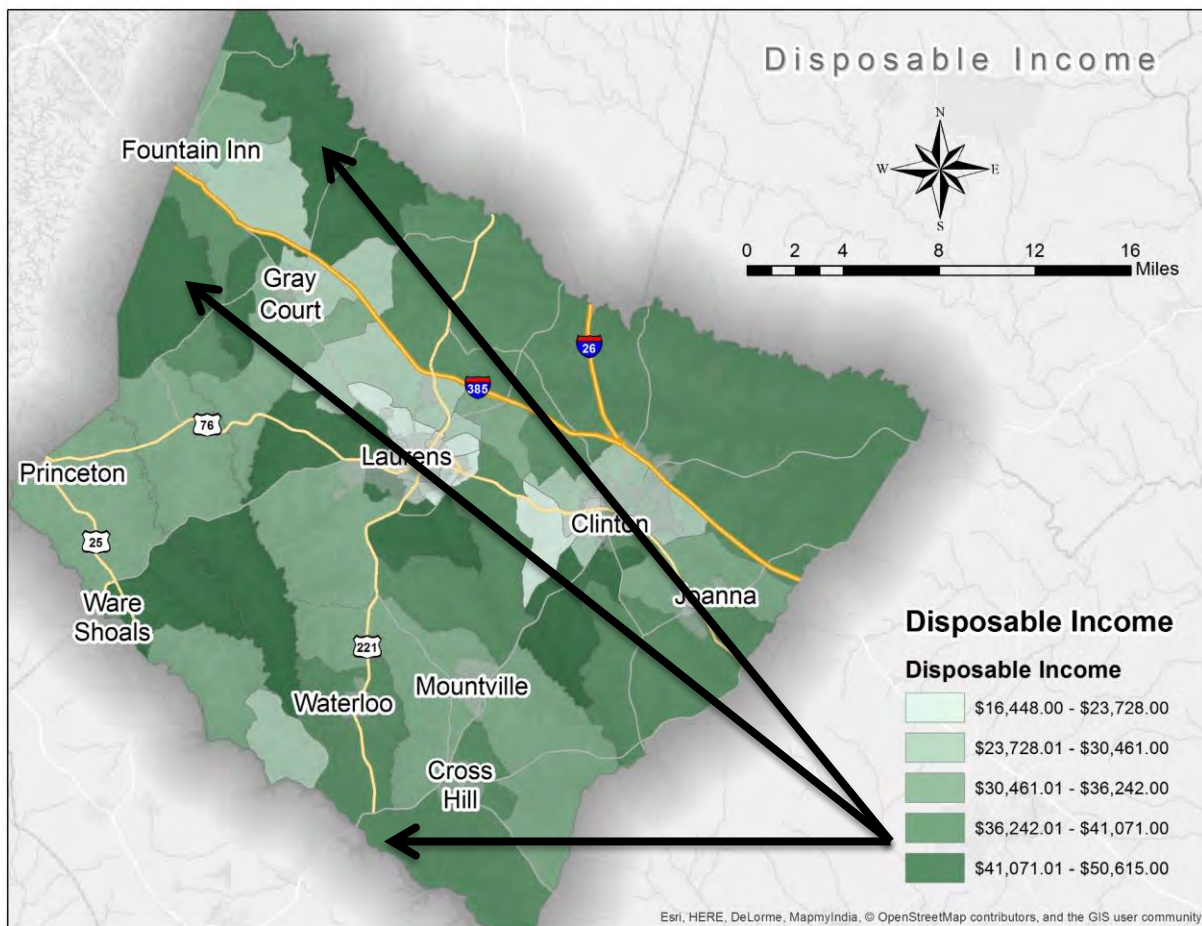 Disposable Income
N
W
E
S
0 2 4 8 12 16
Miles
Fountain Inn
Gray
Court
26
385
76
Laurens
Princeton
Clinton
25
Ware
Shoals
Joanna
221
Mountville
Waterloo
Cross
Hill
Disposable Income
Disposable Income
$16,448.00 - $23,728.00
$23,728.01 - $30,461.00
$30,461.01 - $36,242.00
$36,242.01 - $41,071.00
$41,071.01 - $50,615.00
Esri, HERE, DeLorme, MapmyIndia, © OpenStreetMap contributors, and the GIS user community